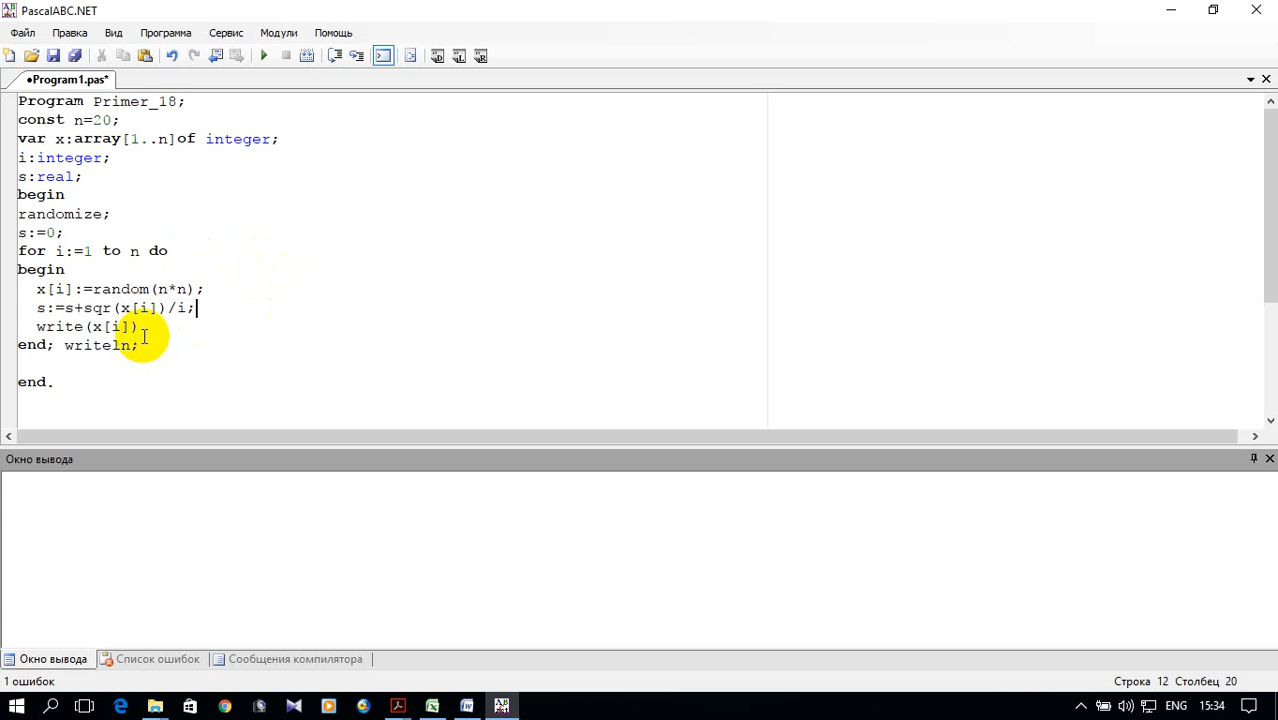 PascalABC.NET
Файл Правка Вид Программа Сервис Модули Помощь
●Program1.pas*
Program Primer_18;
const n=20;
var x:array[1..n]of integer;
i:integer;
s:real;
begin
randomize;
s:=0;
for i:=1 to n do
begin
x[i]:=random(n*n);
s:=s+sqr(x[i])/i;
write(x[i])
end; writeln;
end.
Окно вывода
Окно вывода Список ошибок Сообщения компилятора
1 ошибок Строка 12 Столбец 20
ENG 15:34